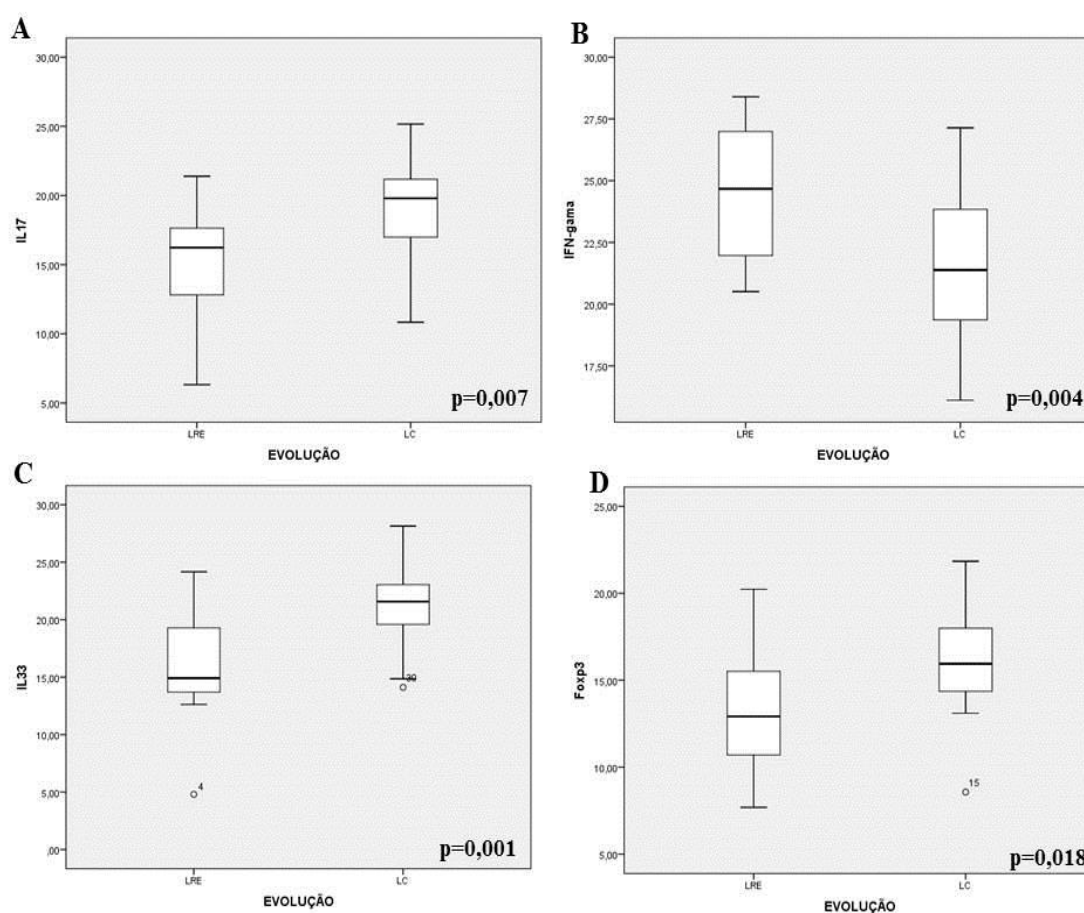 A
30,00
25,00
20,00
15,00
10,00
5,00
IL17
LRE
LC
EVOLUÇÃO
p=0,007
B
30,00
27,50
25,00
22,50
20,00
17,50
IFN-gama
LRE
LC
EVOLUÇÃO
p=0,004
C
30,00
25,00
20,00
15,00
10,00
5,00
,00
IL33
4
LRE
LC
EVOLUÇÃO
p=0,001
D
25,00
20,00
15,00
10,00
5,00
Foxp3
15
LRE
LC
EVOLUÇÃO
p=0,018